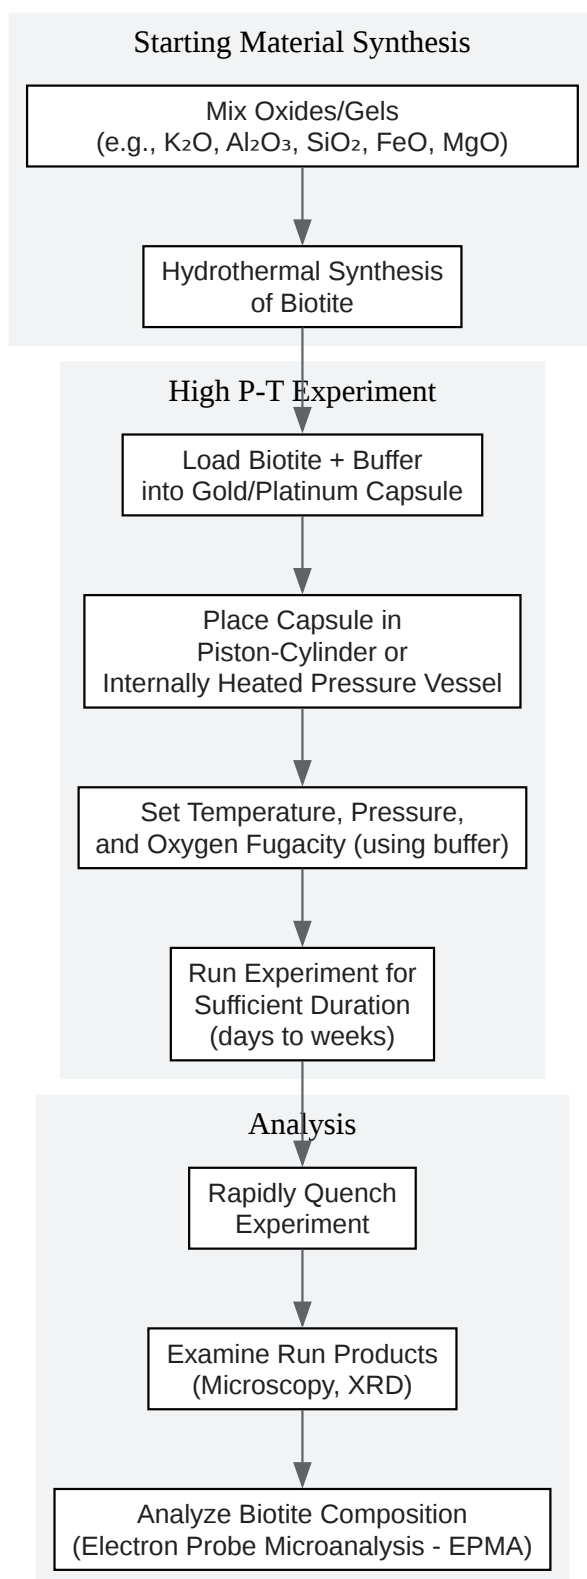 Starting Material Synthesis
Mix Oxides/Gels
(e.g., K₂O, Al₂O₃, SiO₂, FeO, MgO)
Hydrothermal Synthesis
of Biotite
High P-T Experiment
Load Biotite + Buffer
into Gold/Platinum Capsule
Place Capsule in
Piston-Cylinder or
Internally Heated Pressure Vessel
Set Temperature, Pressure,
and Oxygen Fugacity (using buffer)
Run Experiment for
Sufficient Duration
(days to weeks)
Analysis
Rapidly Quench
Experiment
Examine Run Products
(Microscopy, XRD)
Analyze Biotite Composition
(Electron Probe Microanalysis - EPMA)